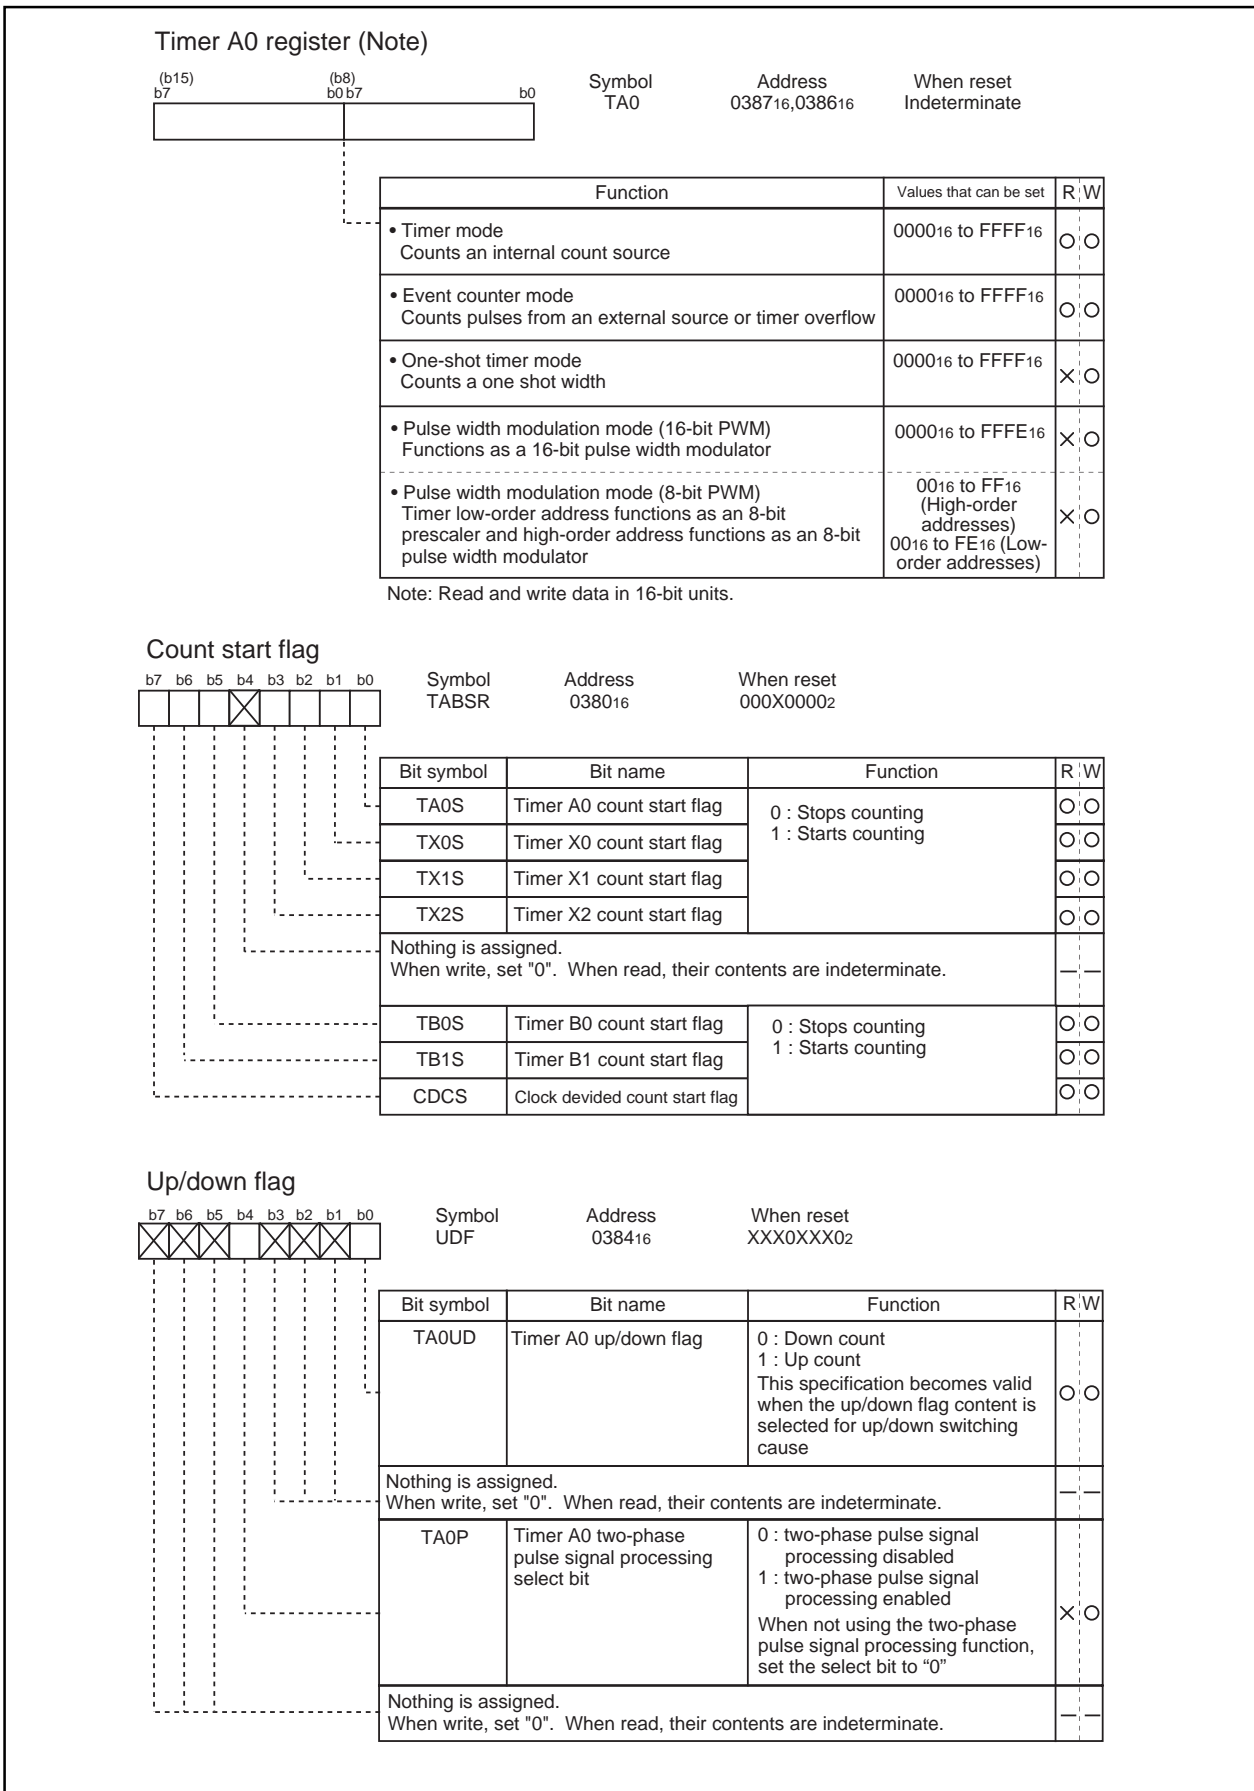 Timer A0 register (Note)
(b15) (b8)
b7 b0 b7 b0
Symbol Address When reset
TA0 038716,038616 Indeterminate
Function Values that can be set R W
• Timer mode 000016 to FFFF16
Counts an internal count source
• Event counter mode 000016 to FFFF16
Counts pulses from an external source or timer overflow
• One-shot timer mode 000016 to FFFF16
Counts a one shot width
• Pulse width modulation mode (16-bit PWM) 000016 to FFFE16
Functions as a 16-bit pulse width modulator
• Pulse width modulation mode (8-bit PWM)
Timer low-order address functions as an 8-bit
prescaler and high-order address functions as an 8-bit
pulse width modulator
0016 to FF16
(High-order
addresses)
0016 to FE16 (Low-
order addresses)
Note: Read and write data in 16-bit units.
Count start flag
b7 b6 b5 b4 b3 b2 b1 b0
Symbol Address When reset
TABSR 038016 000X00002
Bit symbol Bit name Function R W
TA0S Timer A0 count start flag
0 : Stops counting
1 : Starts counting
TX0S Timer X0 count start flag
TX1S Timer X1 count start flag
TX2S Timer X2 count start flag
Nothing is assigned.
When write, set "0". When read, their contents are indeterminate.
TB0S Timer B0 count start flag
0 : Stops counting
1 : Starts counting
TB1S Timer B1 count start flag
CDCS Clock devided count start flag
Up/down flag
b7 b6 b5 b4 b3 b2 b1 b0
Symbol Address When reset
UDF 038416 XXX0XXX02
Bit symbol Bit name Function R W
TA0UD Timer A0 up/down flag
0 : Down count
1 : Up count
This specification becomes valid
when the up/down flag content is
selected for up/down switching
cause
Nothing is assigned.
When write, set "0". When read, their contents are indeterminate.
TA0P
Timer A0 two-phase
pulse signal processing
select bit
0 : two-phase pulse signal
processing disabled
1 : two-phase pulse signal
processing enabled
When not using the two-phase
pulse signal processing function,
set the select bit to “0”
Nothing is assigned.
When write, set "0". When read, their contents are indeterminate.